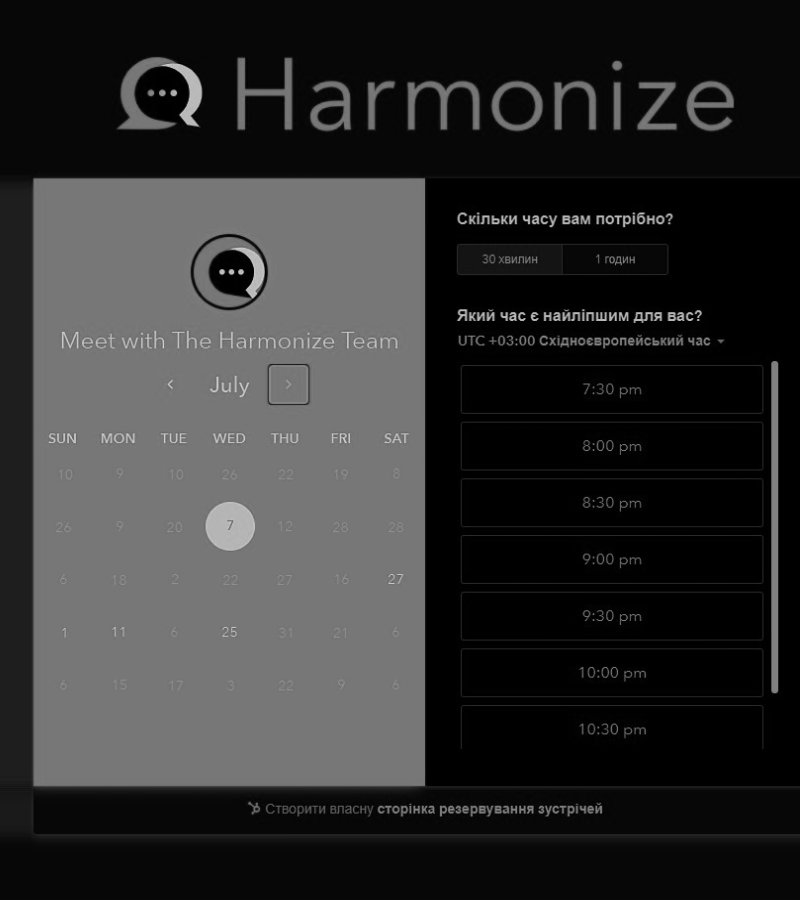 Harmonize
Meet with The Harmonize Team
July
SUN MON TUE WED THU FRI SAT
10 9 10 26 22 19 8
26 9 20 7 12 28 28
6 18 2 22 27 16 27
1 11 6 25 31 21 6
6 15 17 3 22 9 6
Скільки часу вам потрібно?
30 хвилин 1 годин
Який час є найліпшим для вас?
UTC +03:00 Східноєвропейський час
7:30 pm
8:00 pm
8:30 pm
9:00 pm
9:30 pm
10:00 pm
10:30 pm
Створити власну сторінка резервування зустрічей